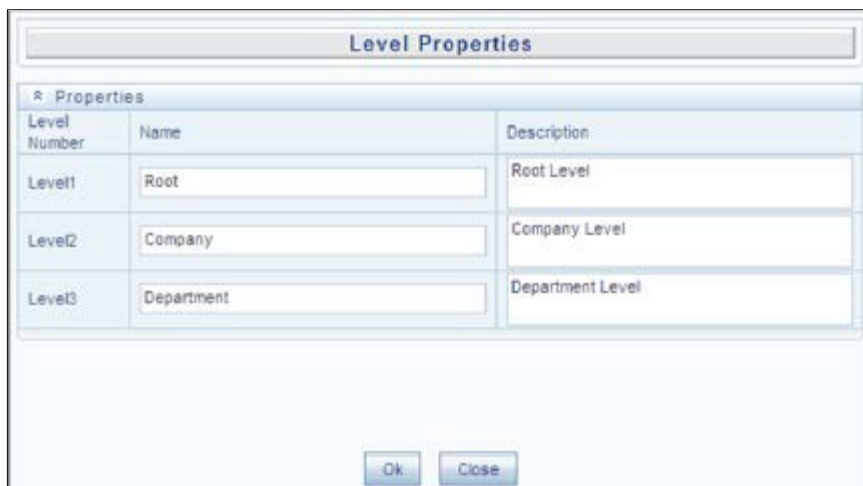 Level Properties
Properties
Level
Number
Name
Description
Level1
Root
Root Level
Level2
Company
Company Level
Level3
Department
Department Level
Ok
Close